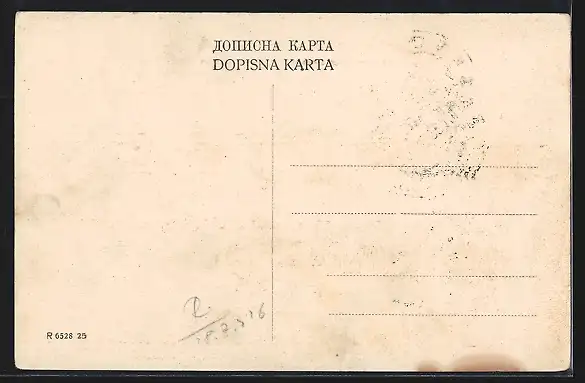 ДОПИСНА КАРТА
DOPISNA KARTA
R 6528 25